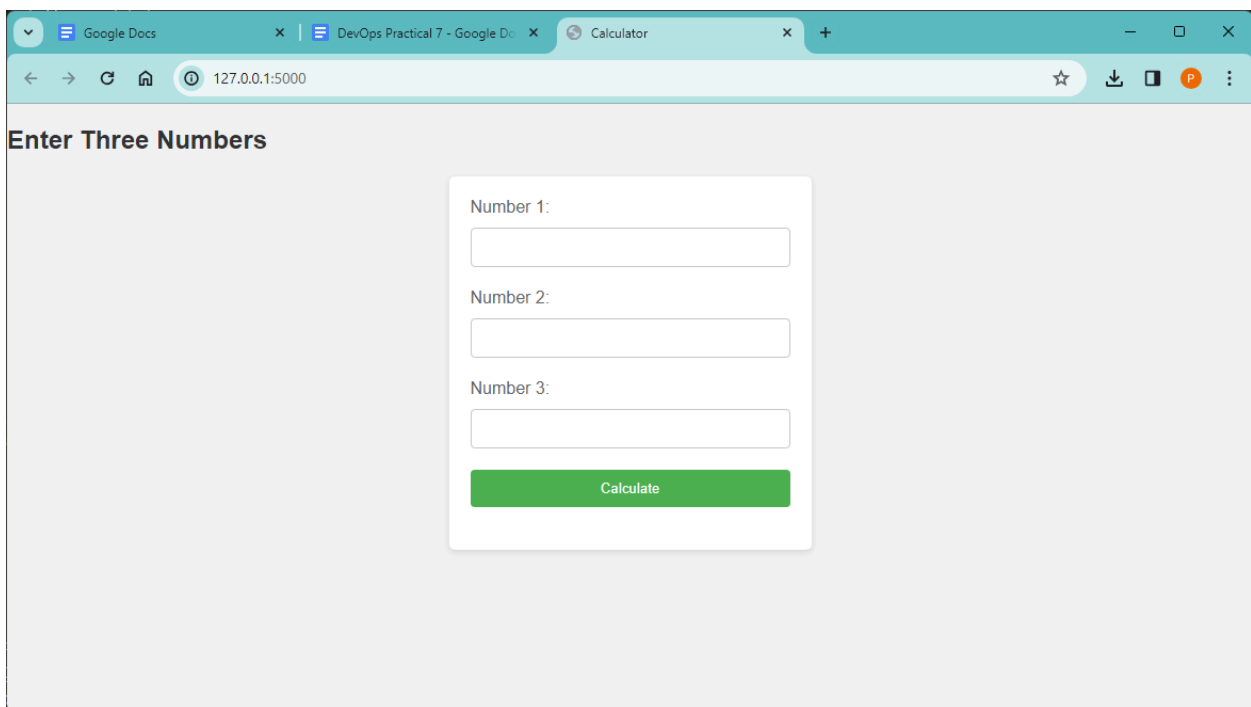 Google Docs
DevOps Practical 7 - Google Do
Calculator
127.0.0.1:5000
P
Enter Three Numbers
Number 1:
Number 2:
Number 3:
Calculate